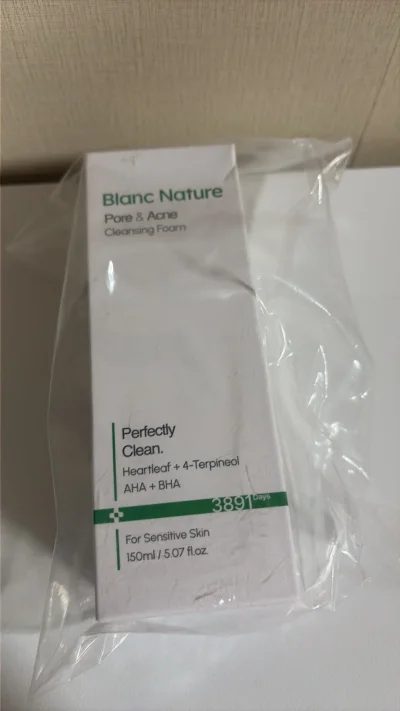 Blanc Nature
Pore & Acne
Cleansing Foam
Perfectly
Clean.
Heartleaf + 4-Terpineol
AHA + BHA
3891 Days
For Sensitive Skin
150ml / 5.07 fl.oz.